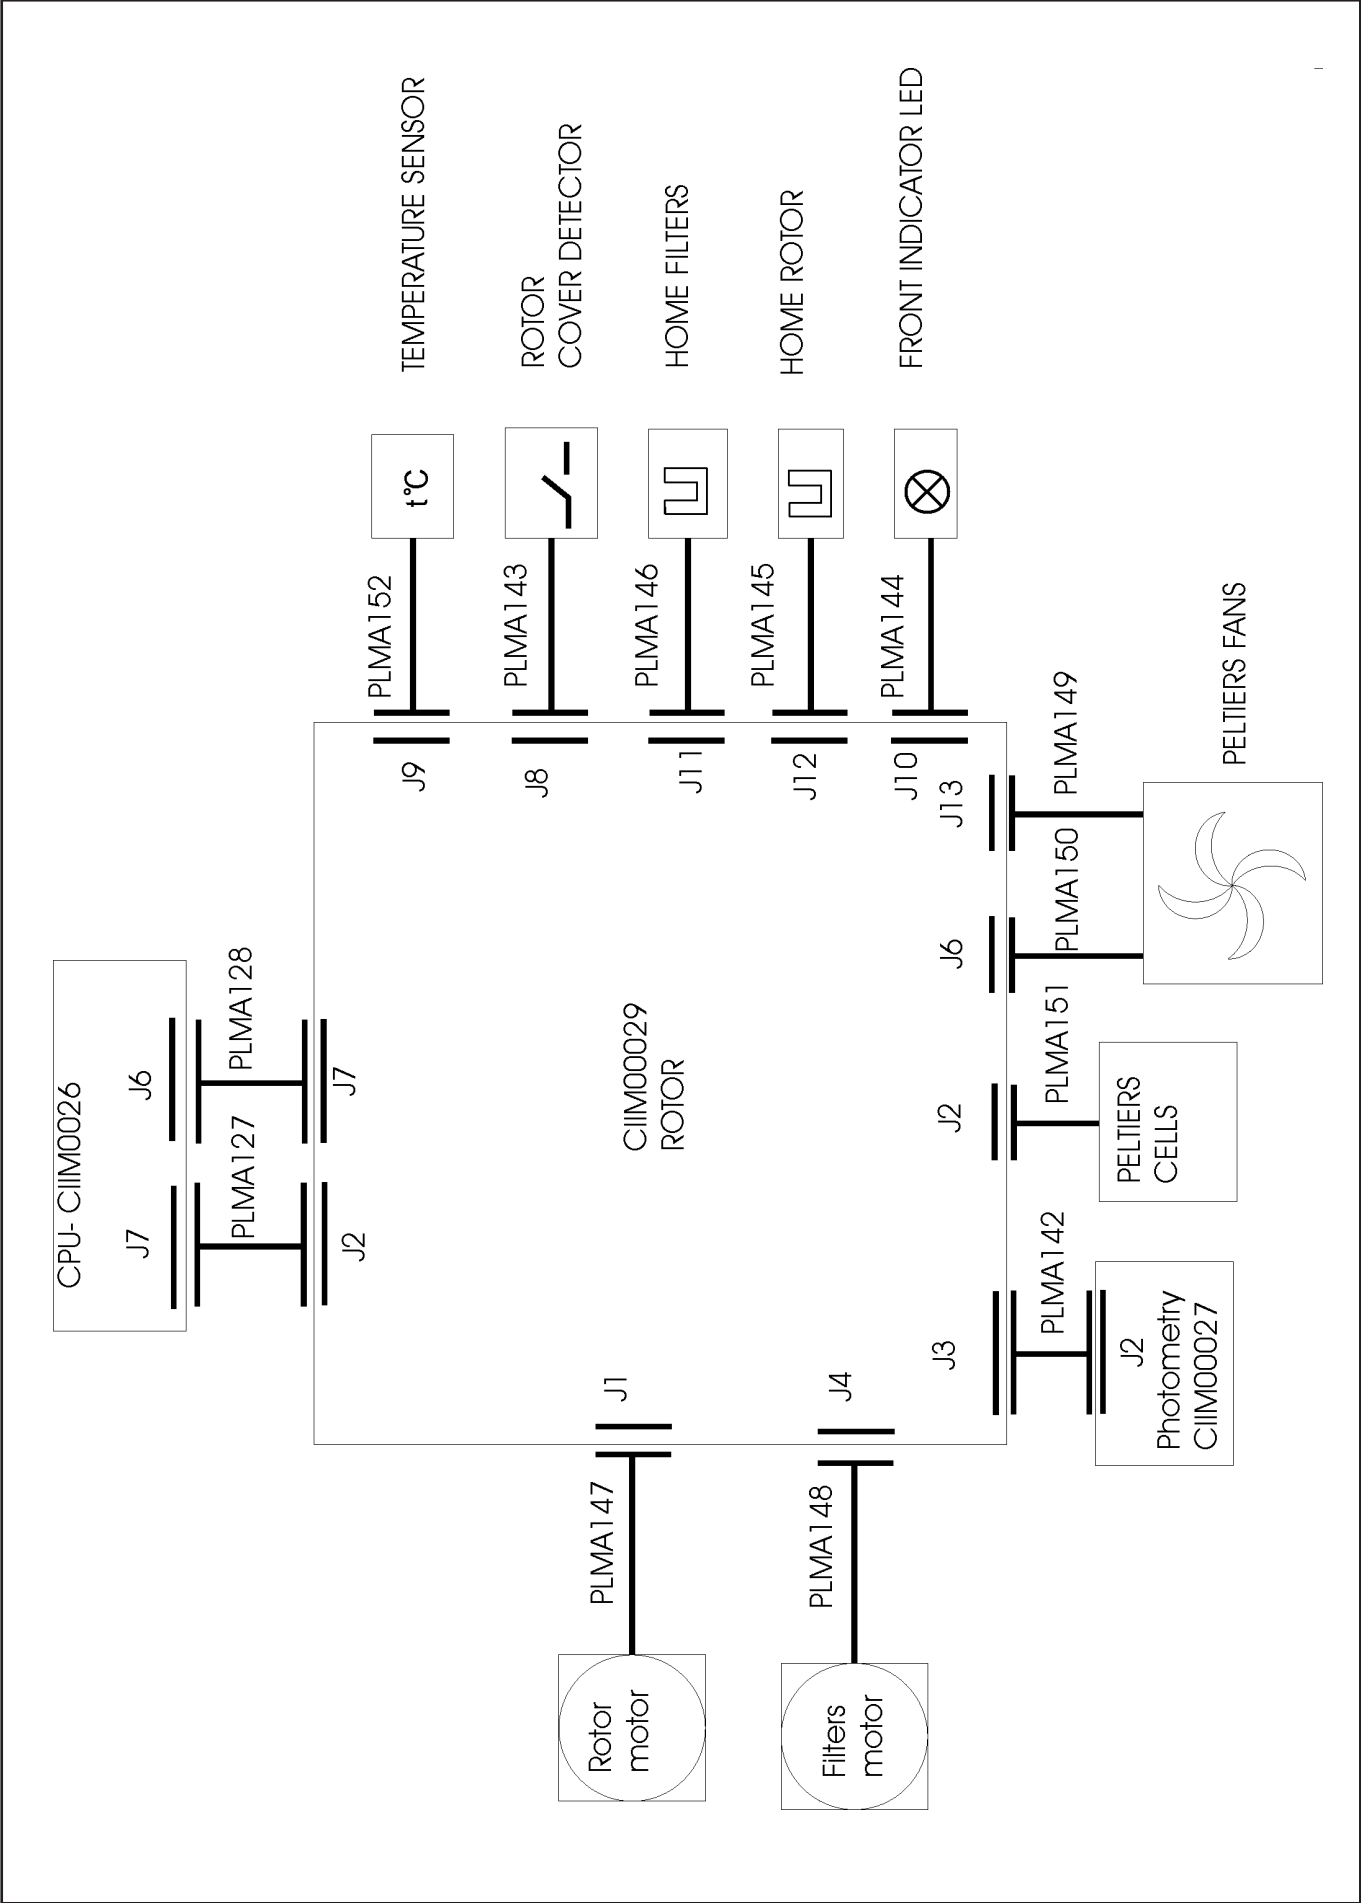 CPU- CIIM0026
J7
J6
PLMA127
PLMA128
J2
J7
Rotor
motor
PLMA147
J1
Filters
motor
PLMA148
J4
CIIM00029
ROTOR
J9
PLMA152
t°C
TEMPERATURE SENSOR
J8
PLMA143
ROTOR
COVER DETECTOR
J11
PLMA146
HOME FILTERS
J12
PLMA145
HOME ROTOR
J10
PLMA144
FRONT INDICATOR LED
J3
PLMA142
J2
Photometry
CIIM00027
J2
PLMA151
PELTIERS
CELLS
J6
PLMA150
J13
PLMA149
PELTIERS FANS